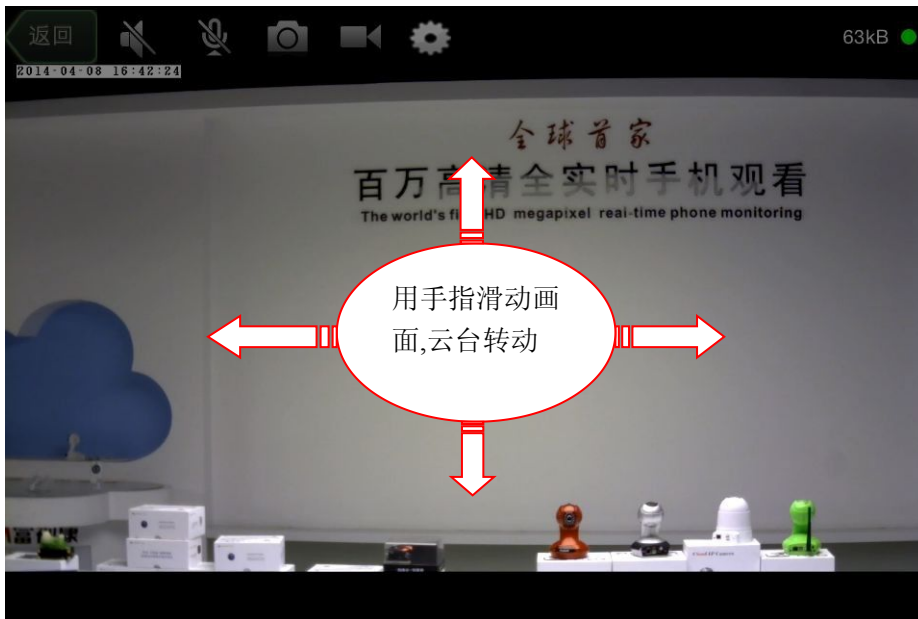 返回
63kB
2014-04-08 16:42:24
全球首家
百万高清全实时手机观看
The world's fi HD megapixel real-time phone monitoring
用手指滑动画
面,云台转动